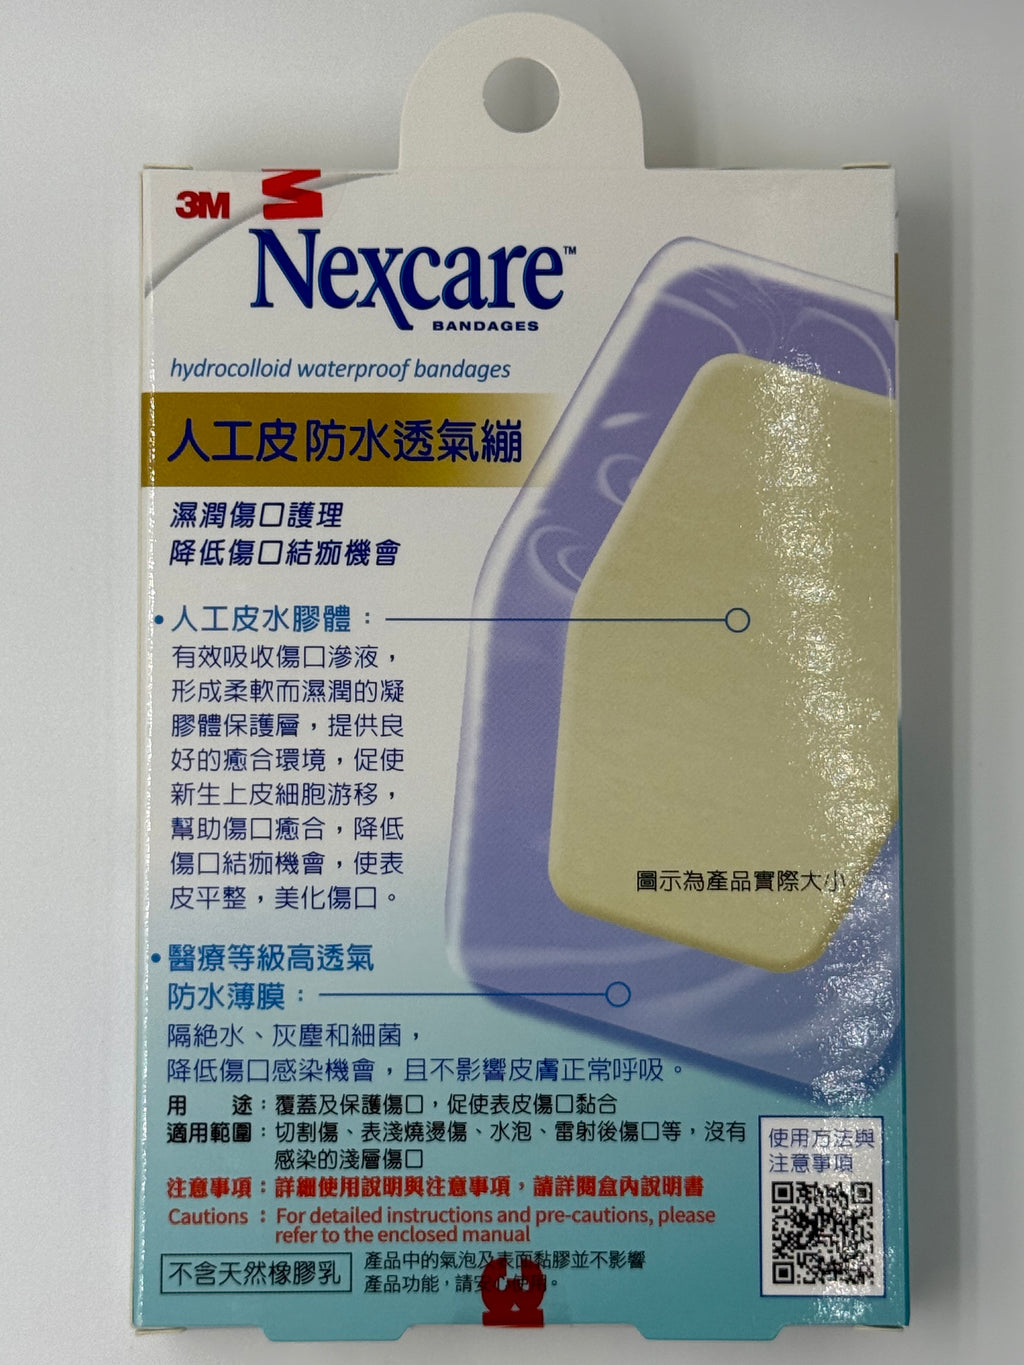 3M
Nexcare™
BANDAGES
hydrocolloid waterproof bandages
人工皮防水透氣繃
濕潤傷口護理
降低傷口結痂機會
•人工皮水膠體：
有效吸收傷口滲液，
形成柔軟而濕潤的凝
膠體保護層，提供良
好的癒合環境，促使
新生上皮細胞游移，
幫助傷口癒合，降低
傷口結痂機會，使表
皮平整，美化傷口。
圖示為產品實際大小
•醫療等級高透氣
防水薄膜：
隔絕水、灰塵和細菌，
降低傷口感染機會，且不影響皮膚正常呼吸。
用　　途：覆蓋及保護傷口，促使表皮傷口黏合
適用範圍：切割傷、表淺燒燙傷、水泡、雷射後傷口等，沒有
感染的淺層傷口
注意事項：詳細使用說明與注意事項，請詳閱盒內說明書
Cautions：For detailed instructions and pre-cautions, please
refer to the enclosed manual
使用方法與
注意事項
不含天然橡膠乳
產品中的氣泡及表面黏膠並不影響
產品功能，請安心使用。